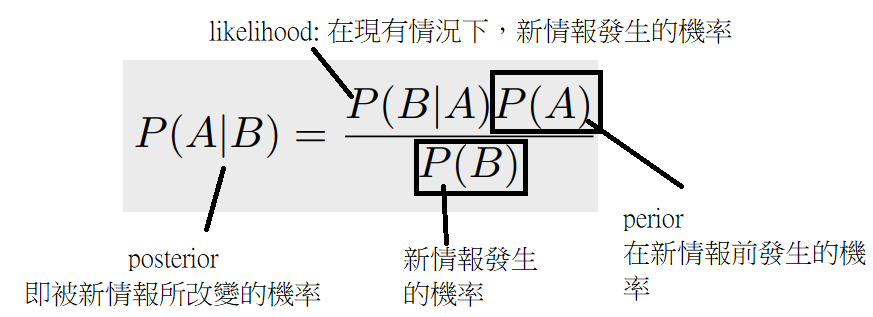 likelihood: 在現有情況下，新情報發生的機率
P(A|B) = P(B|A)P(A)
P(B)
posterior
即被新情報所改變的機率
新情報發生
的機率
perior
在新情報前發生的機
率